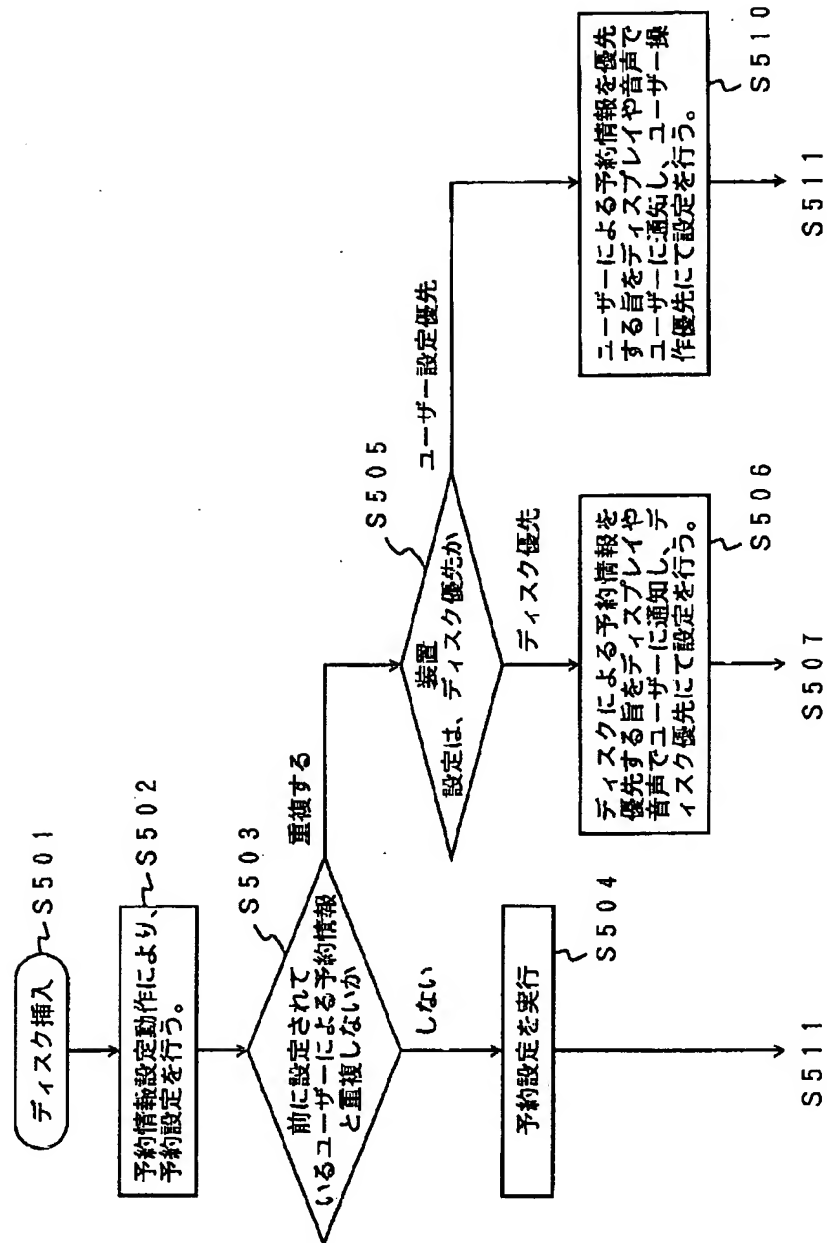 ディスク挿入
S501
予約情報設定動作により、
予約設定を行う。
S502
前に設定されて
いるユーザーによる予約情報
と重複しないか
S503
重複する
しない
予約設定を実行
S504
S511
装置
設定は、ディスク優先か
S505
ユーザー設定優先
ディスク優先
ディスクによる予約情報を
優先する旨をディスプレイや
音声でユーザーに通知し、デ
ィスク優先にて設定を行う。
S506
S507
ユーザーによる予約情報を優先
する旨をディスプレイや音声で
ユーザーに通知し、ユーザー操
作優先にて設定を行う。
S510
S511